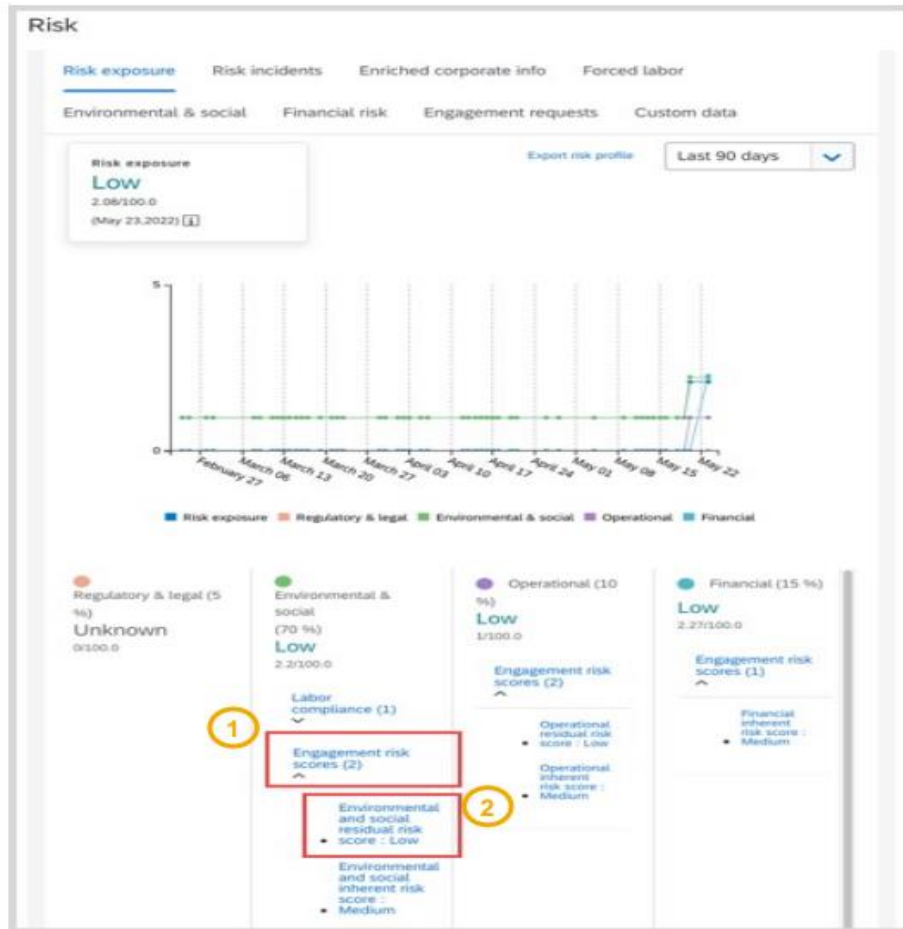 Risk
Risk exposure Risk incidents Enriched corporate info Forced labor
Environmental & social Financial risk Engagement requests Custom data
Risk exposure
Low
2.08/100.0
(May 23,2022) i
Export risk profile
Last 90 days
5
0
February 27
March 06
March 13
March 20
March 27
April 03
April 10
April 17
April 24
May 01
May 08
May 15
May 22
Risk exposure Regulatory & legal Environmental & social Operational Financial
Regulatory & legal (5
%)
Unknown
0/100.0
Environmental &
social
(70 %)
Low
2.2/100.0
Labor
compliance (1)
1
Engagement risk
scores (2)
2
Environmental
and social
residual risk
• score : Low
Environmental
and social
inherent risk
score :
• Medium
Operational (10
%)
Low
1/100.0
Engagement risk
scores (2)
Operational
residual risk
• score : Low
Operational
inherent
risk score :
• Medium
Financial (15 %)
Low
2.27/100.0
Engagement risk
scores (1)
Financial
inherent
risk score :
• Medium